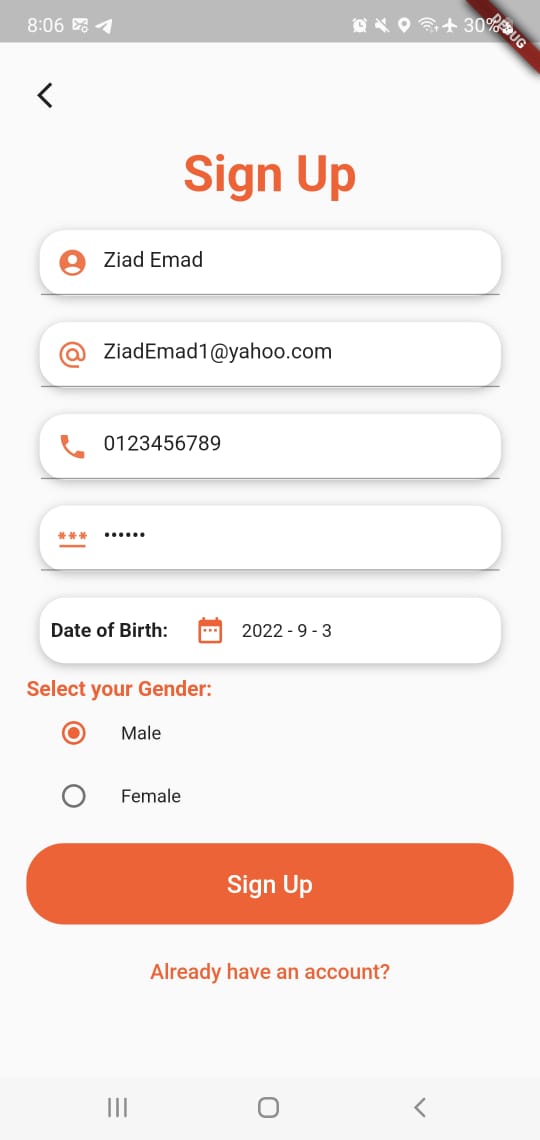 8:06 30%
DEBUG
Sign Up
Ziad Emad
ZiadEmad1@yahoo.com
0123456789
***
••••••
Date of Birth: 2022 - 9 - 3
Select your Gender:
Male
Female
Sign Up
Already have an account?